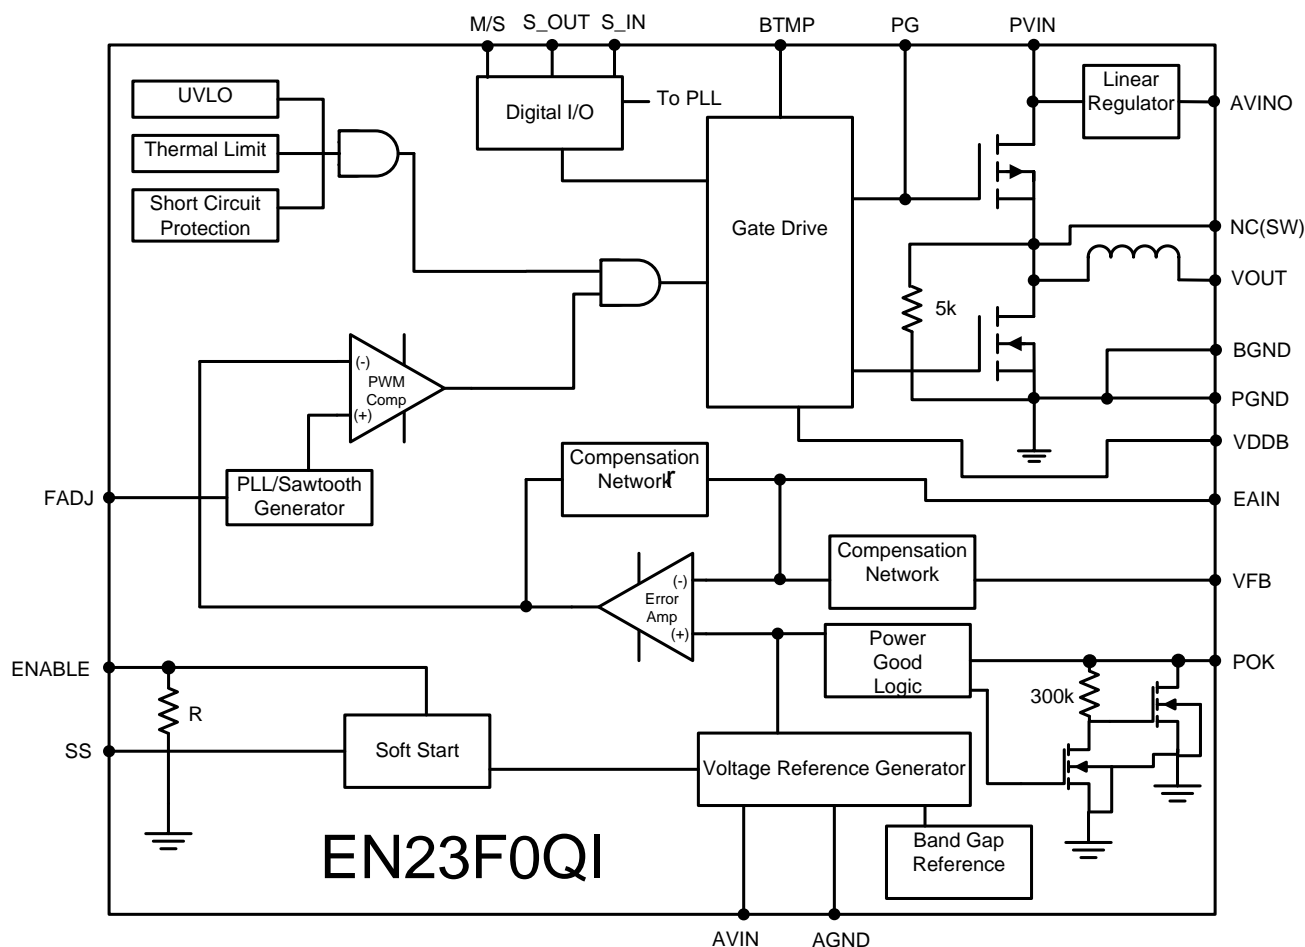 M/S
S_OUT
S_IN
BTMP
PG
PVIN
UVLO
Thermal Limit
Short Circuit
Protection
Digital I/O
To PLL
Linear
Regulator
AVINO
Gate Drive
NC(SW)
VOUT
5k
BGND
PGND
VDDB
(-)
PWM
Comp
(+)
FADJ
PLL/Sawtooth
Generator
Compensation
Network
r
EAIN
Compensation
Network
VFB
(-)
Error
Amp
(+)
Power
Good
Logic
POK
300k
ENABLE
R
SS
Soft Start
Voltage Reference Generator
Band Gap
Reference
EN23F0QI
AVIN
AGND